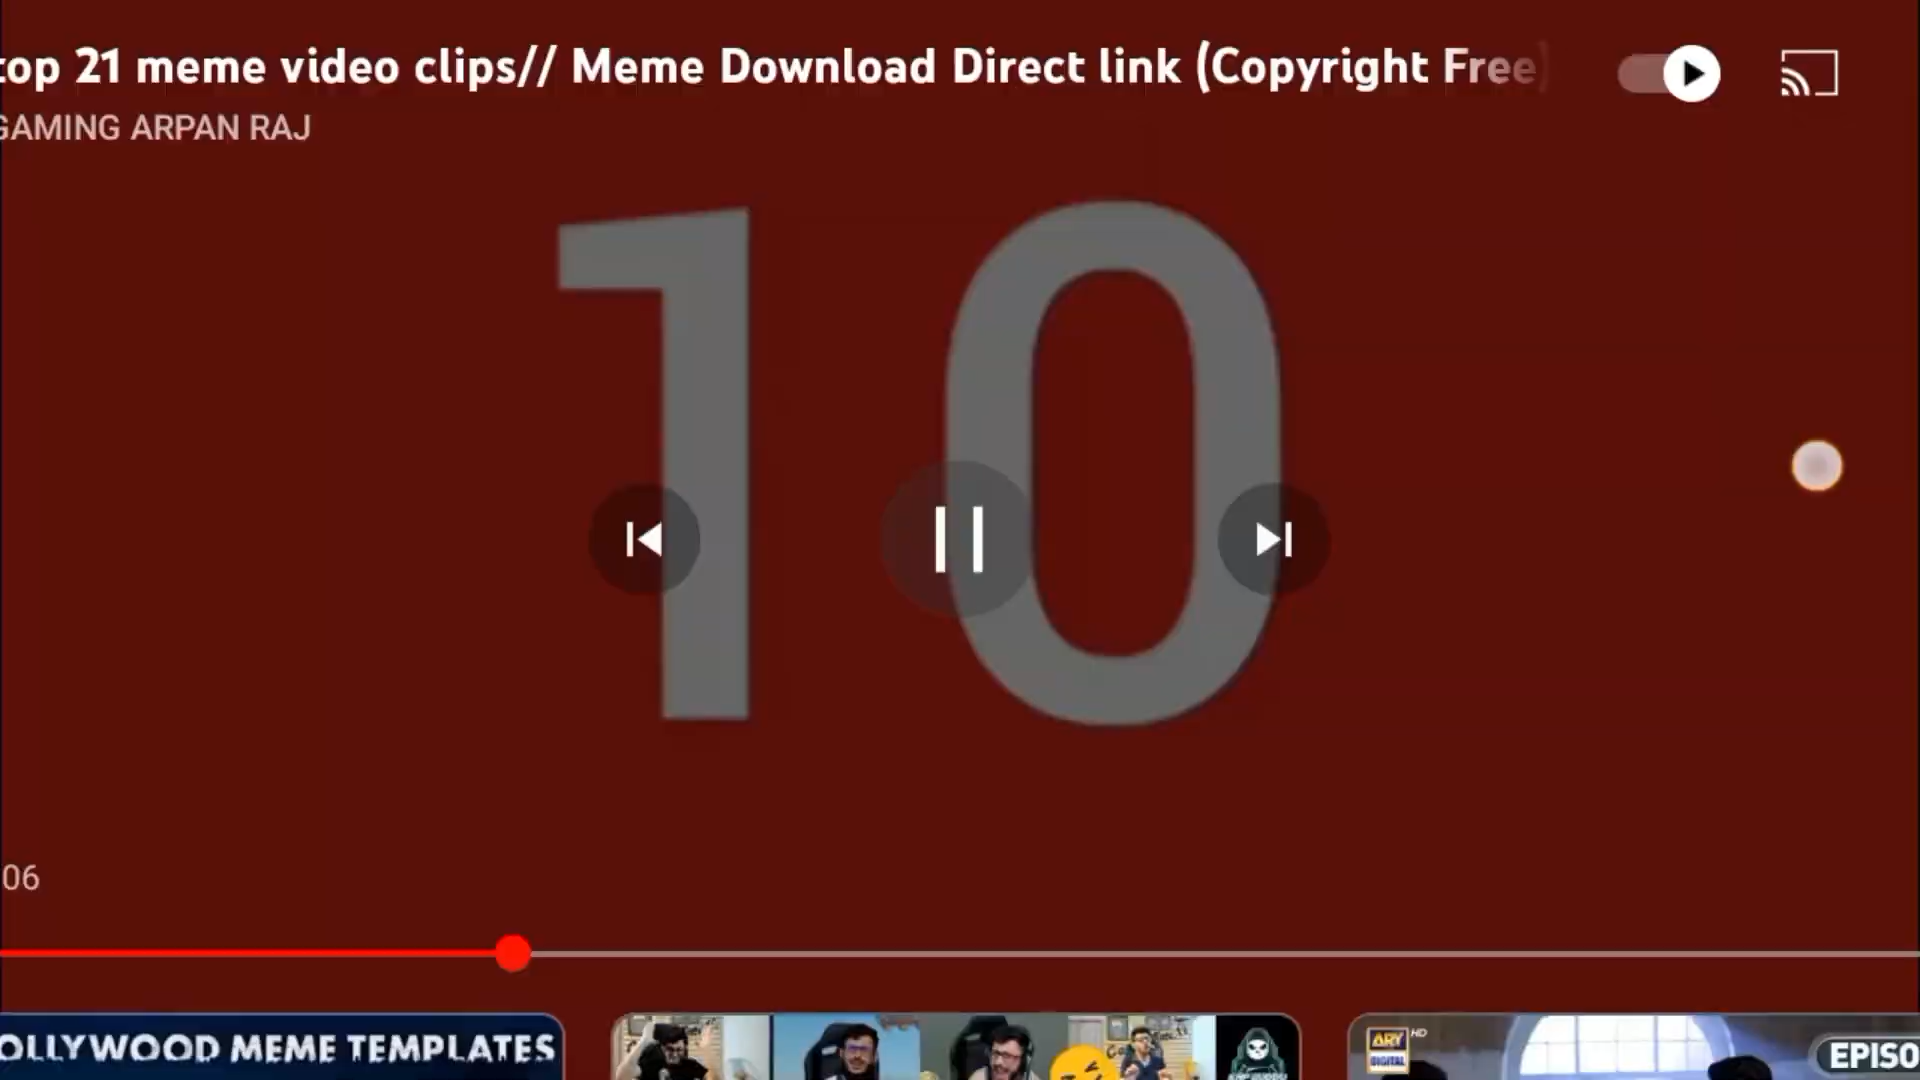 top 21 meme video clips// Meme Download Direct link (Copyright Free)
GAMING ARPAN RAJ
10
06
OLLYWOOD MEME TEMPLATES
ARY HD
DIGITAL
EPISO